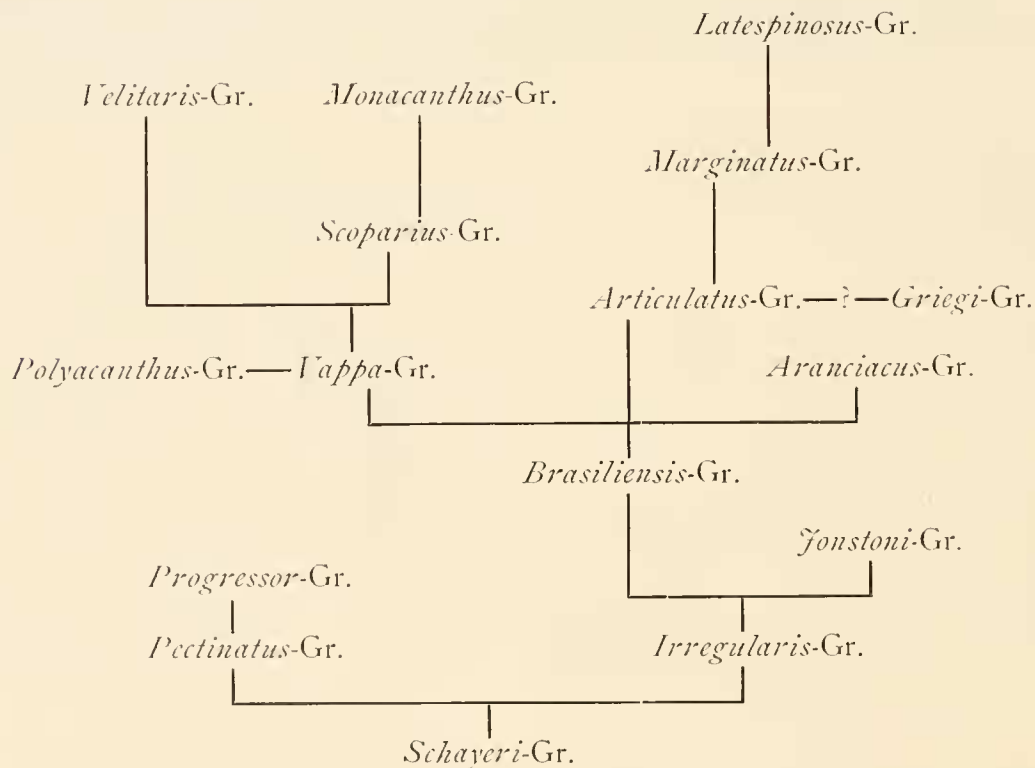 Latespinosus-Gr.
Velitaris-Gr. Monacanthus-Gr.
Marginatus-Gr.
Scoparius-Gr.
Articulatus-Gr. — ? — Griegi-Gr.
Polyacanthus-Gr. — Vappa-Gr. Aranciacus-Gr.
Brasiliensis-Gr.
Jonstoni-Gr.
Progressor-Gr.
Pectinatus-Gr. Irregularis-Gr.
Schayeri-Gr.